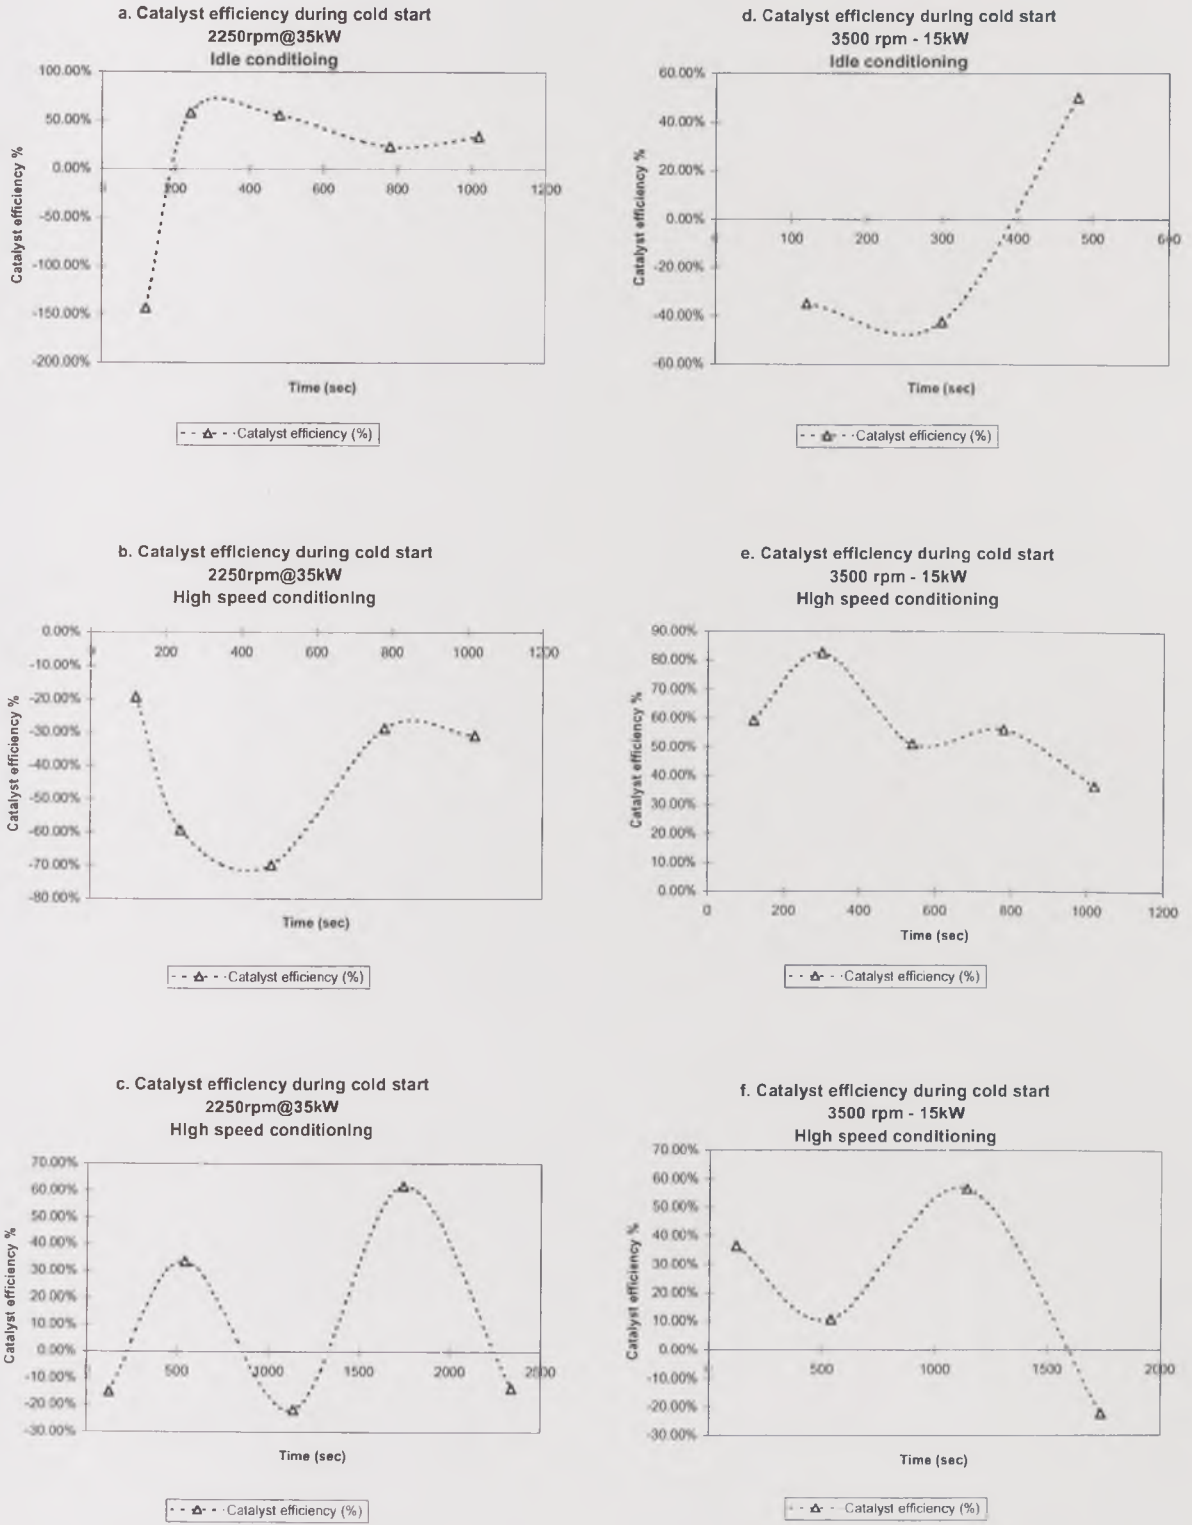 a. Catalyst efficiency during cold start
2250rpm@35kW
Idle conditioing
100.00%
50.00%
0.00%
-50.00%
-100.00%
-150.00%
-200.00%
Catalyst efficiency %
0 200 400 600 800 1000 1200
Time (sec)
Catalyst efficiency (%)
d. Catalyst efficiency during cold start
3500 rpm - 15kW
Idle conditioning
60.00%
40.00%
20.00%
0.00%
-20.00%
-40.00%
-60.00%
Catalyst efficiency %
0 100 200 300 400 500 600
Time (sec)
Catalyst efficiency (%)
b. Catalyst efficiency during cold start
2250rpm@35kW
High speed conditioning
0.00%
-10.00%
-20.00%
-30.00%
-40.00%
-50.00%
-60.00%
-70.00%
-80.00%
Catalyst efficiency %
0 200 400 600 800 1000 1200
Time (sec)
Catalyst efficiency (%)
e. Catalyst efficiency during cold start
3500 rpm - 15kW
High speed conditioning
90.00%
80.00%
70.00%
60.00%
50.00%
40.00%
30.00%
20.00%
10.00%
0.00%
Catalyst efficiency %
0 200 400 600 800 1000 1200
Time (sec)
Catalyst efficiency (%)
c. Catalyst efficiency during cold start
2250rpm@35kW
High speed conditioning
70.00%
60.00%
50.00%
40.00%
30.00%
20.00%
10.00%
0.00%
-10.00%
-20.00%
-30.00%
Catalyst efficiency %
0 500 1000 1500 2000 2500
Time (sec)
Catalyst efficiency (%)
f. Catalyst efficiency during cold start
3500 rpm - 15kW
High speed conditioning
70.00%
60.00%
50.00%
40.00%
30.00%
20.00%
10.00%
0.00%
-10.00%
-20.00%
-30.00%
Catalyst efficiency %
500 1000 1500 2000
Time (sec)
Catalyst efficiency (%)